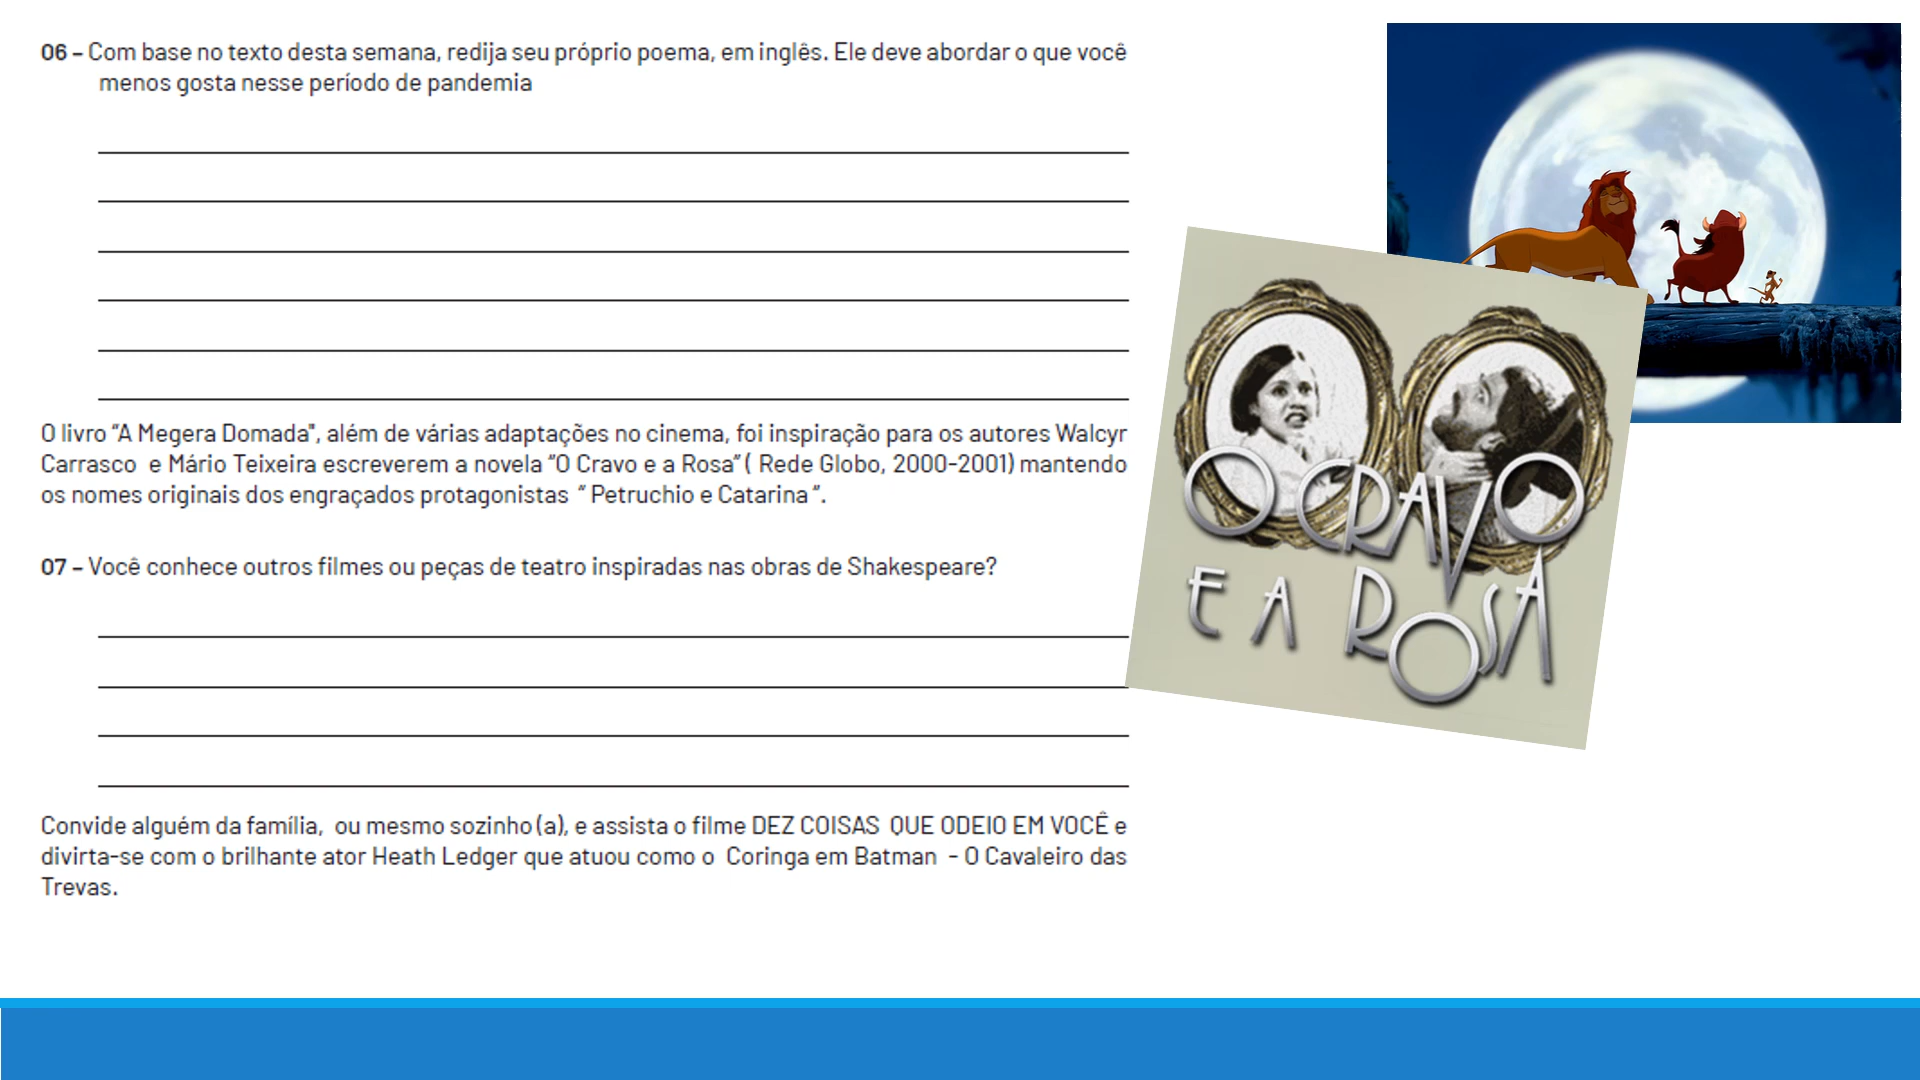 06 – Com base no texto desta semana, redija seu próprio poema, em inglês. Ele deve abordar o que você
menos gosta nesse período de pandemia
O livro “A Megera Domada", além de várias adaptações no cinema, foi inspiração para os autores Walcyr
Carrasco e Mário Teixeira escreverem a novela “O Cravo e a Rosa” ( Rede Globo, 2000-2001) mantendo
os nomes originais dos engraçados protagonistas “ Petruchio e Catarina ”.
07 – Você conhece outros filmes ou peças de teatro inspiradas nas obras de Shakespeare?
Convide alguém da família, ou mesmo sozinho(a), e assista o filme DEZ COISAS QUE ODEIO EM VOCÊ e
divirta-se com o brilhante ator Heath Ledger que atuou como o Coringa em Batman - O Cavaleiro das
Trevas.
O CRAVO
E A ROSA